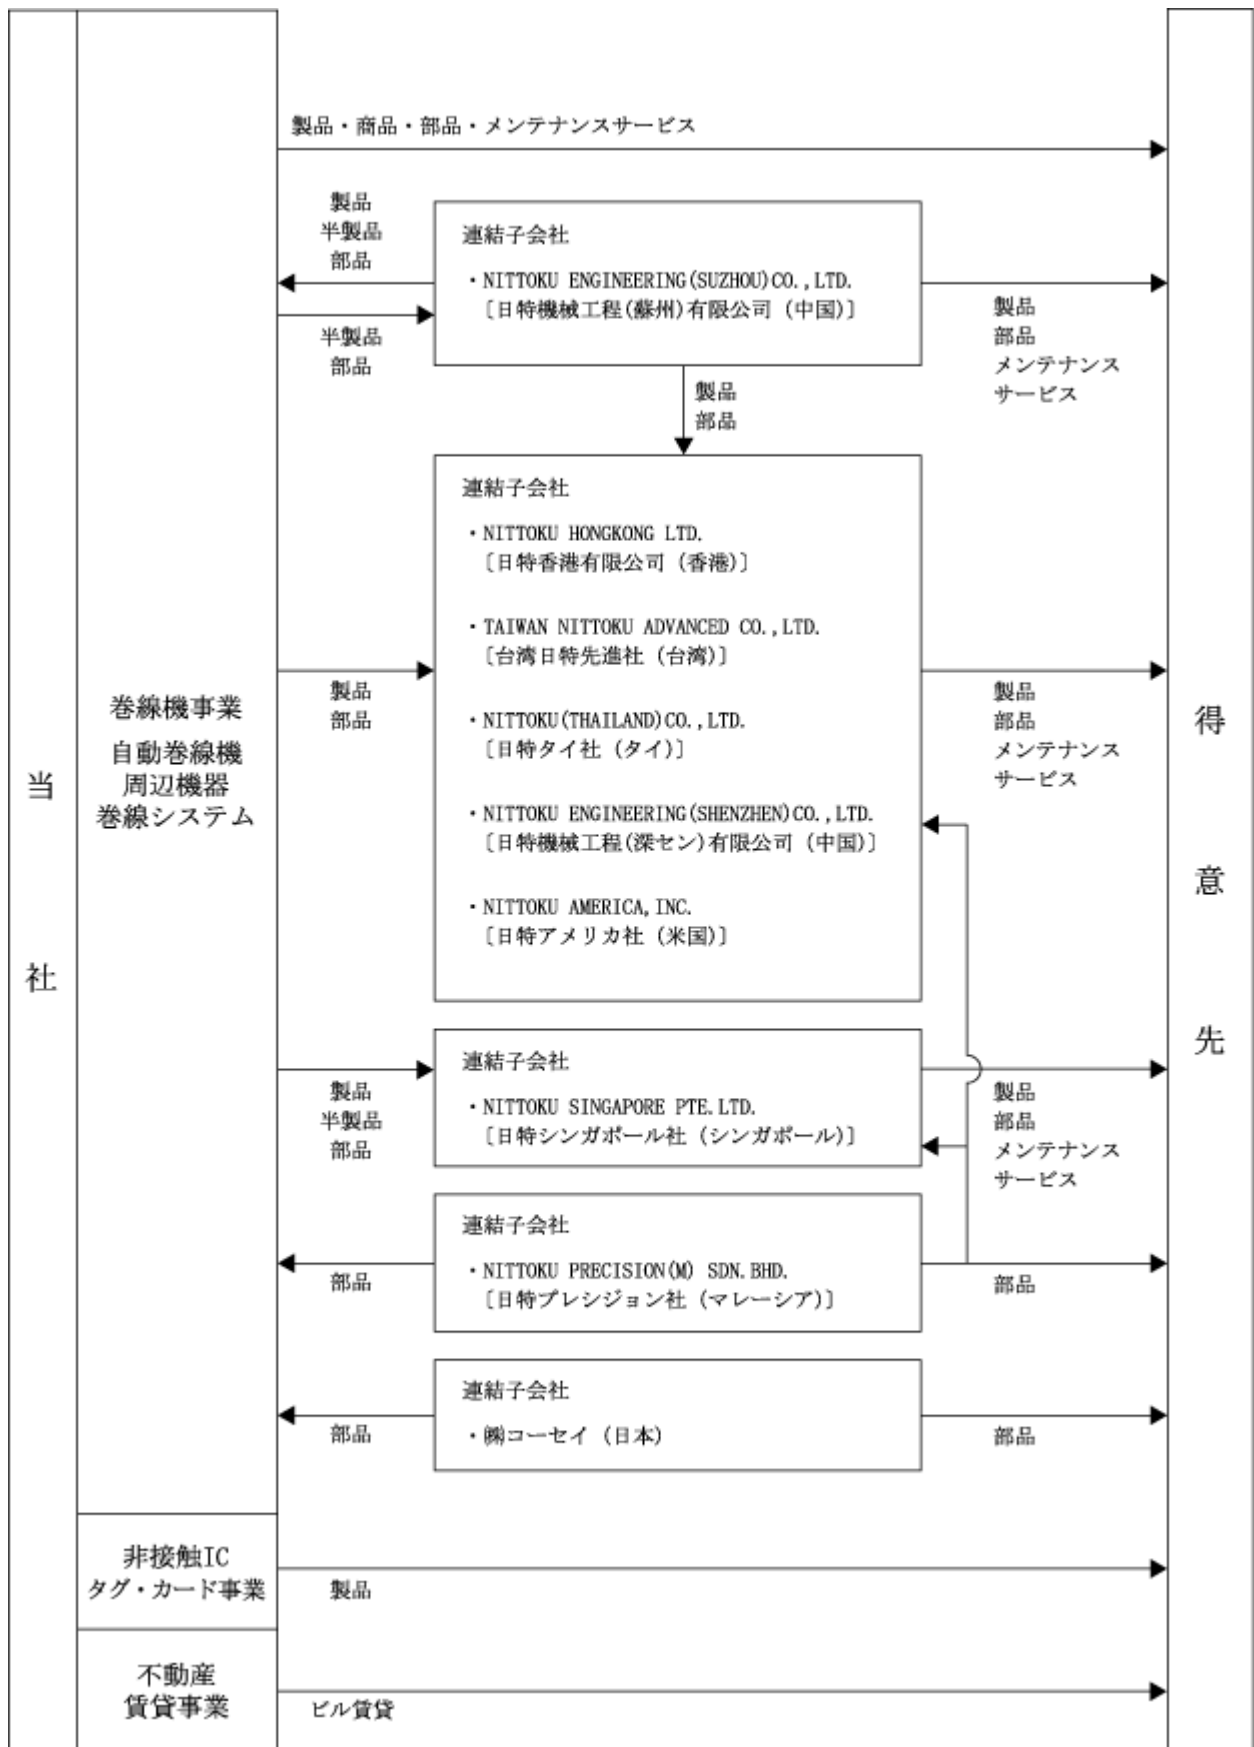 当社
巻線機事業
自動巻線機
周辺機器
巻線システム
製品・商品・部品・メンテナンスサービス
製品
半製品
部品
半製品
部品
連結子会社
・NITTOKU ENGINEERING(SUZHOU)CO.,LTD.
〔日特機械工程(蘇州)有限公司（中国）〕
製品
部品
メンテナンス
サービス
製品
部品
製品
部品
連結子会社
・NITTOKU HONGKONG LTD.
〔日特香港有限公司（香港）〕
・TAIWAN NITTOKU ADVANCED CO.,LTD.
〔台湾日特先進社（台湾）〕
・NITTOKU(THAILAND)CO.,LTD.
〔日特タイ社（タイ）〕
・NITTOKU ENGINEERING(SHENZHEN)CO.,LTD.
〔日特機械工程(深セン)有限公司（中国）〕
・NITTOKU AMERICA,INC.
〔日特アメリカ社（米国）〕
製品
部品
メンテナンス
サービス
製品
半製品
部品
連結子会社
・NITTOKU SINGAPORE PTE.LTD.
〔日特シンガポール社（シンガポール）〕
製品
部品
メンテナンス
サービス
部品
連結子会社
・NITTOKU PRECISION(M) SDN.BHD.
〔日特プレシジョン社（マレーシア）〕
部品
部品
連結子会社
・㈱コーセイ（日本）
部品
非接触IC
タグ・カード事業
製品
不動産
賃貸事業
ビル賃貸
得意先